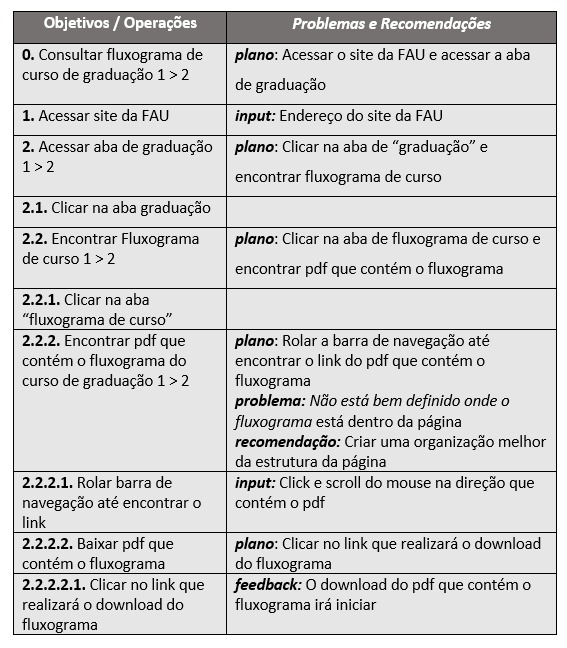 Objetivos / Operações
Problemas e Recomendações
0. Consultar fluxograma de
curso de graduação 1 > 2
plano: Acessar o site da FAU e acessar a aba
de graduação
1. Acessar site da FAU
input: Endereço do site da FAU
2. Acessar aba de graduação
1 > 2
plano: Clicar na aba de “graduação” e
encontrar fluxograma de curso
2.1. Clicar na aba graduação
2.2. Encontrar Fluxograma
de curso 1 > 2
plano: Clicar na aba de fluxograma de curso e
encontrar pdf que contém o fluxograma
2.2.1. Clicar na aba
“fluxograma de curso”
2.2.2. Encontrar pdf que
contém o fluxograma do
curso de graduação 1 > 2
plano: Rolar a barra de navegação até
encontrar o link do pdf que contém o
fluxograma
problema: Não está bem definido onde o
fluxograma está dentro da página
recomendação: Criar uma organização melhor
da estrutura da página
2.2.2.1. Rolar barra de
navegação até encontrar o
link
input: Click e scroll do mouse na direção que
contém o pdf
2.2.2.2. Baixar pdf que
contém o fluxograma
plano: Clicar no link que realizará o download
do fluxograma
2.2.2.2.1. Clicar no link que
realizará o download do
fluxograma
feedback: O download do pdf que contém o
fluxograma irá iniciar